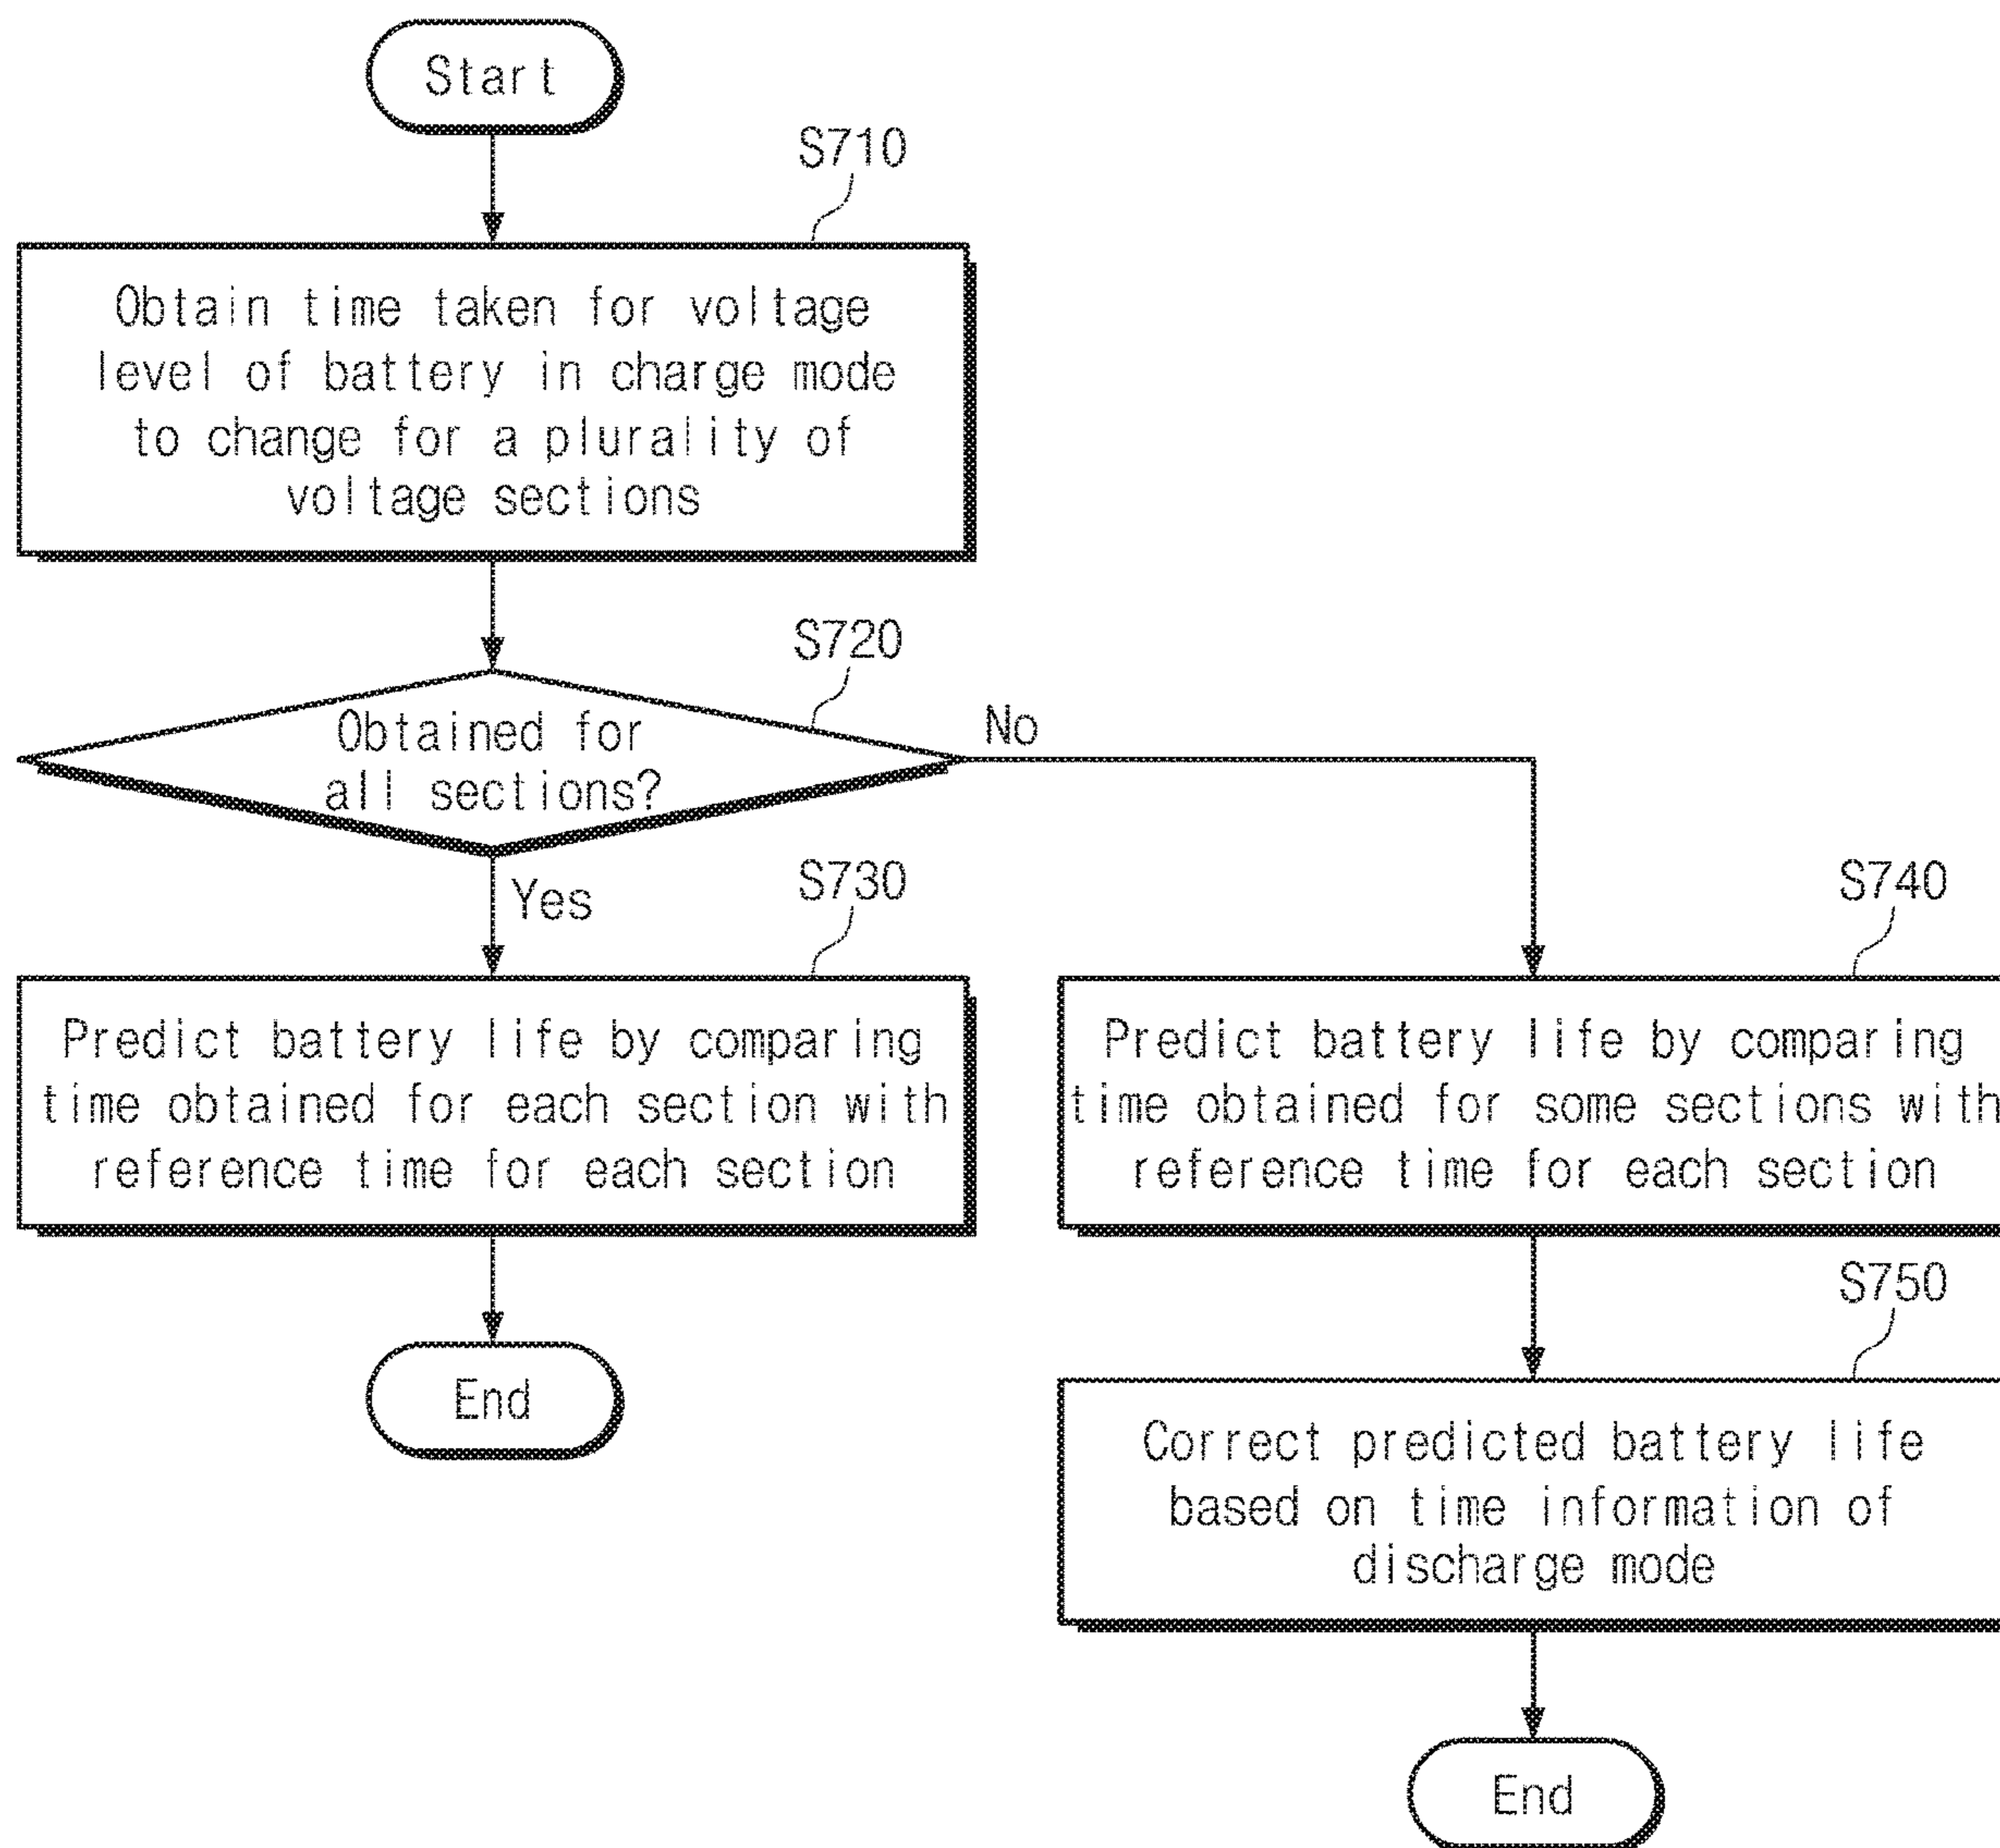 Start
S710
Obtain time taken for voltage
level of battery in charge mode
to change for a plurality of
voltage sections
S720
Obtained for
all sections?
No
Yes
S730
Predict battery life by comparing
time obtained for each section with
reference time for each section
End
S740
Predict battery life by comparing
time obtained for some sections with
reference time for each section
S750
Correct predicted battery life
based on time information of
discharge mode
End